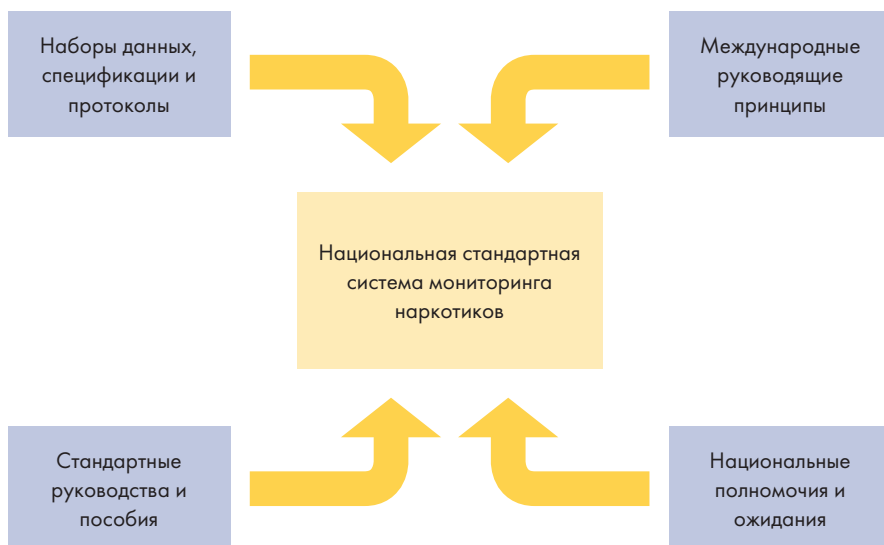 Наборы данных,
спецификации и
протоколы
Международные
руководящие
принципы
Национальная стандартная
система мониторинга
наркотиков
Стандартные
руководства и
пособия
Национальные
полномочия и
ожидания